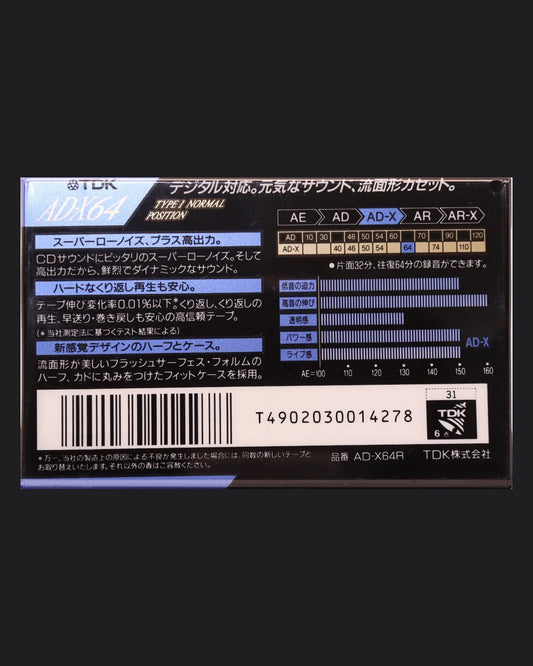 TDK
デジタル対応。元気なサウンド、流面形カセット。
AD-X64
TYPE I NORMAL
POSITION
AE AD AD-X AR AR-X
スーパーローノイズ、プラス高出力。
CDサウンドにピッタリのスーパーローノイズ。そして
高出力だから、鮮烈でダイナミックなサウンド。
AD 10 30 46 50 54 60 70 80 90 120
AD-X 40 46 50 54 60 64 74 90 110
●片面32分、往復64分の録音ができます。
ハードなくり返し再生も安心。
テープ伸び変化率0.01%以下*くり返し、くり返しの
再生、早送り・巻き戻しも安心の高信頼テープ。
(*当社測定法に基づくテスト結果による)
新感覚デザインのハーフとケース。
流面形が美しいフラッシュサーフェス・フォルムの
ハーフ、カドに丸みをつけたフィットケースを採用。
低音の迫力
高音の伸び
透明感
パワー感
ライブ感
AD-X
AE=100 110 120 130 140 150 160
T4902030014278
31
TDK
6
*万一、当社の製造上の原因による不良が発生しました場合には、同数の新しいテープと
お取り替えいたします。それ以外の責はご容赦ください。
品番 AD-X64R TDK株式会社